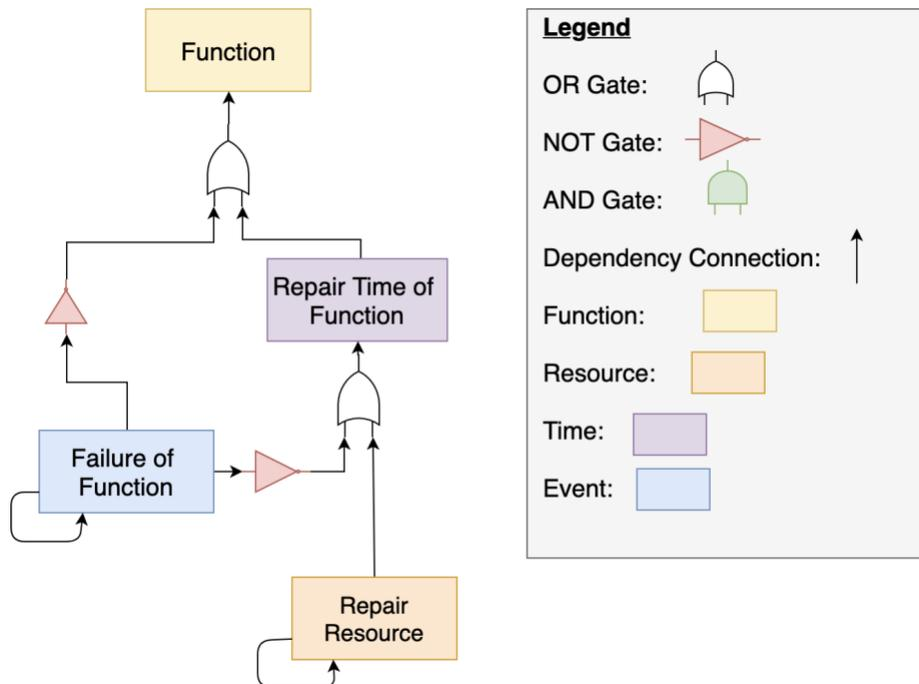 Function
Repair Time of
Function
Failure of
Function
Repair
Resource
Legend
OR Gate:
NOT Gate:
AND Gate:
Dependency Connection:
Function:
Resource:
Time:
Event: